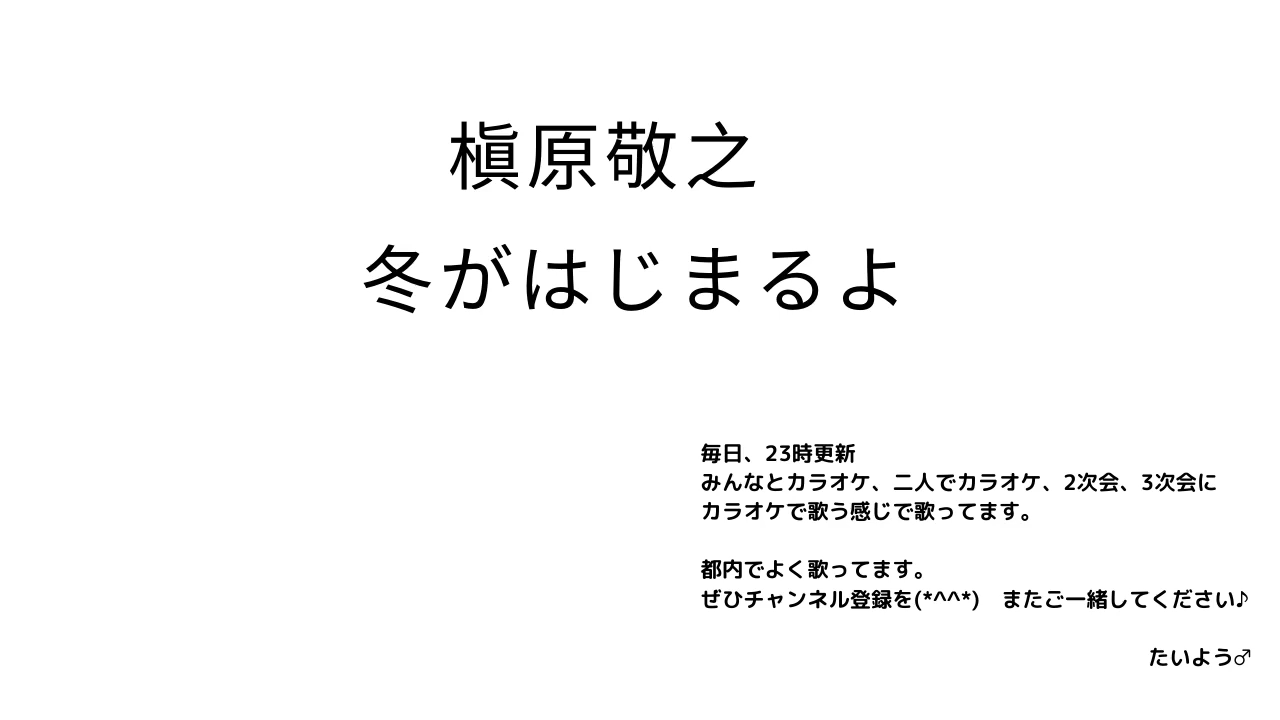 槇原敬之
冬がはじまるよ
毎日、23時更新
みんなとカラオケ、二人でカラオケ、2次会、3次会に
カラオケで歌う感じで歌ってます。
都内でよく歌ってます。
ぜひチャンネル登録を(*^^*)　またご一緒してください♪
たいよう♂